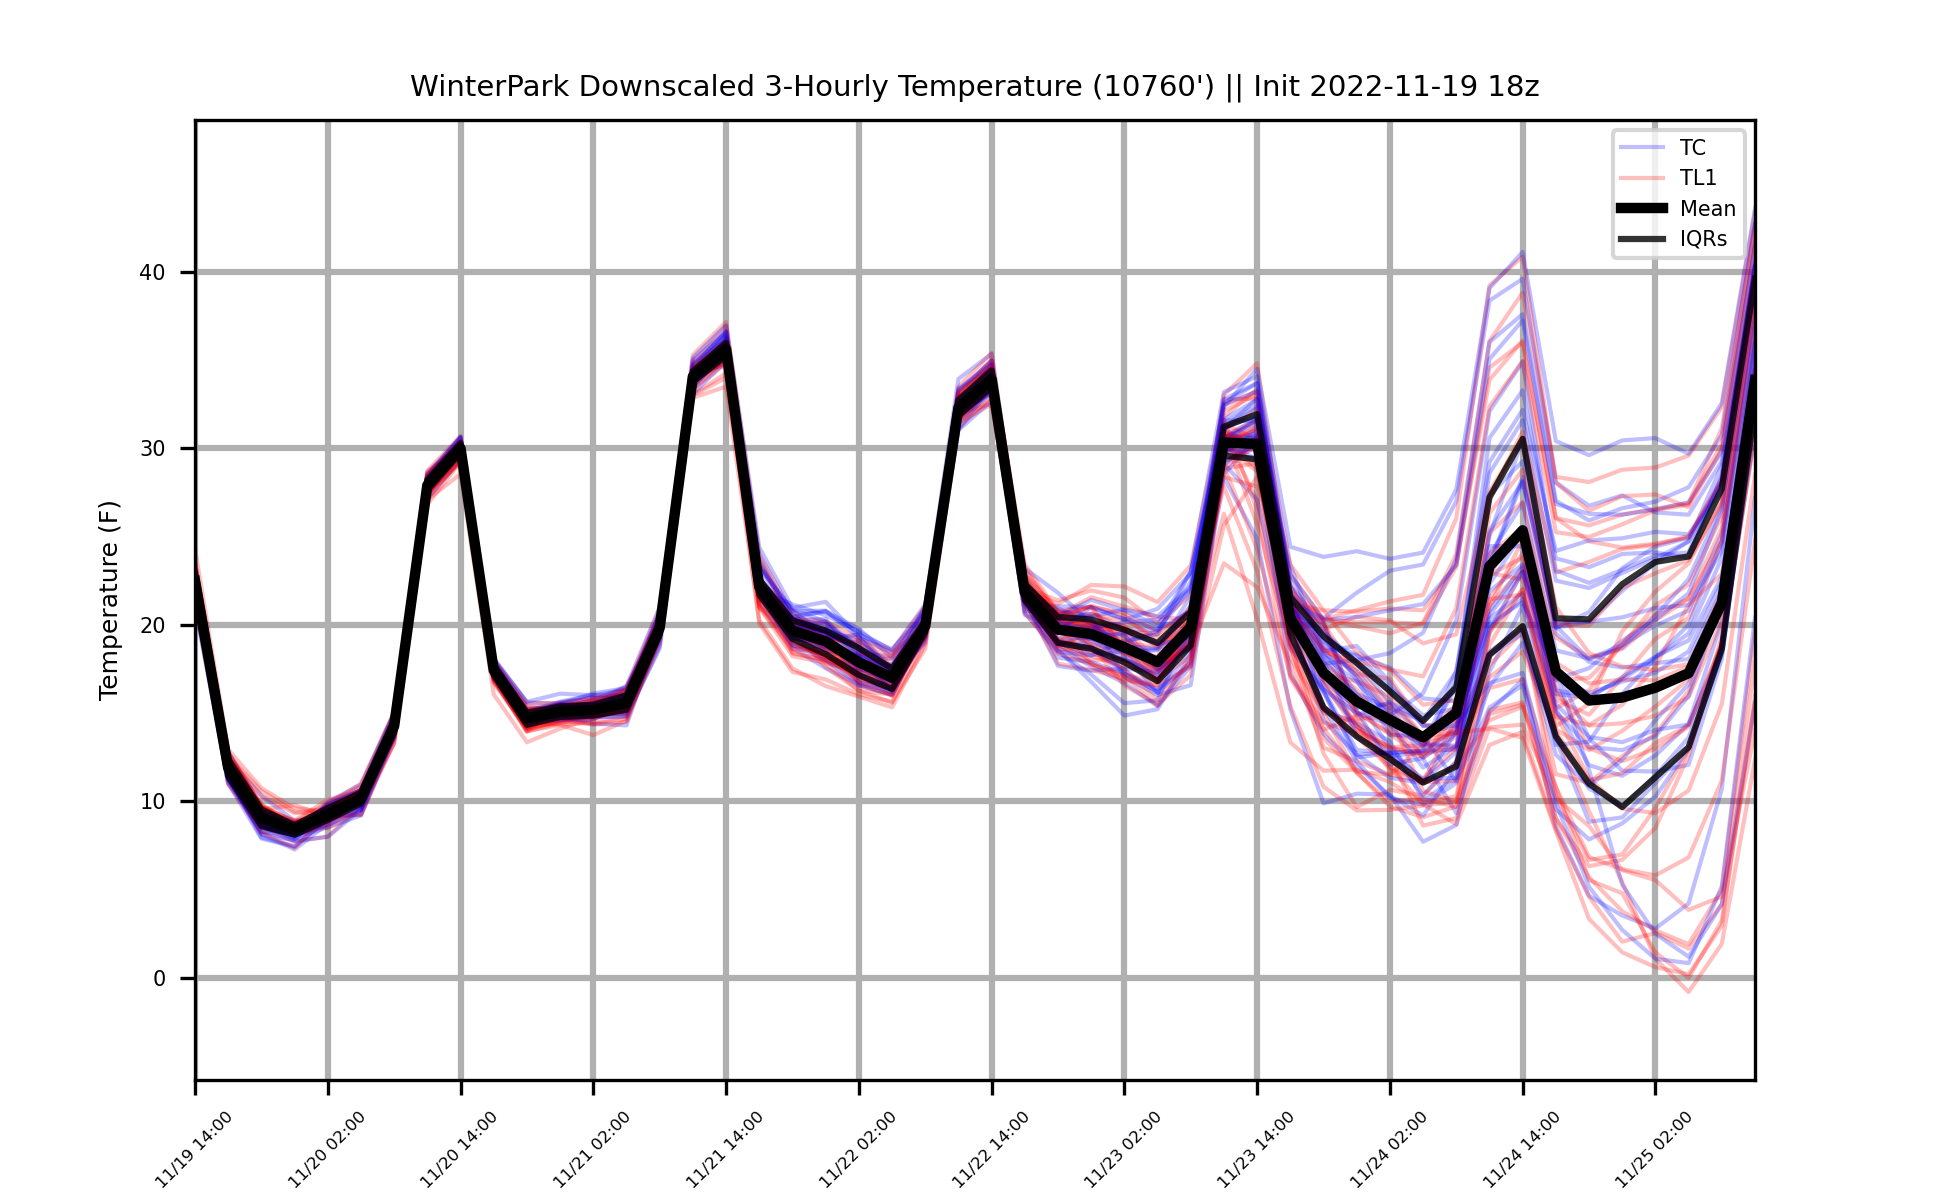 WinterPark Downscaled 3-Hourly Temperature (10760') || Init 2022-11-19 18z
TC
TL1
Mean
IQRs
Temperature (F)
40
30
20
10
0
11/19 14:00
11/20 02:00
11/20 14:00
11/21 02:00
11/21 14:00
11/22 02:00
11/22 14:00
11/23 02:00
11/23 14:00
11/24 02:00
11/24 14:00
11/25 02:00